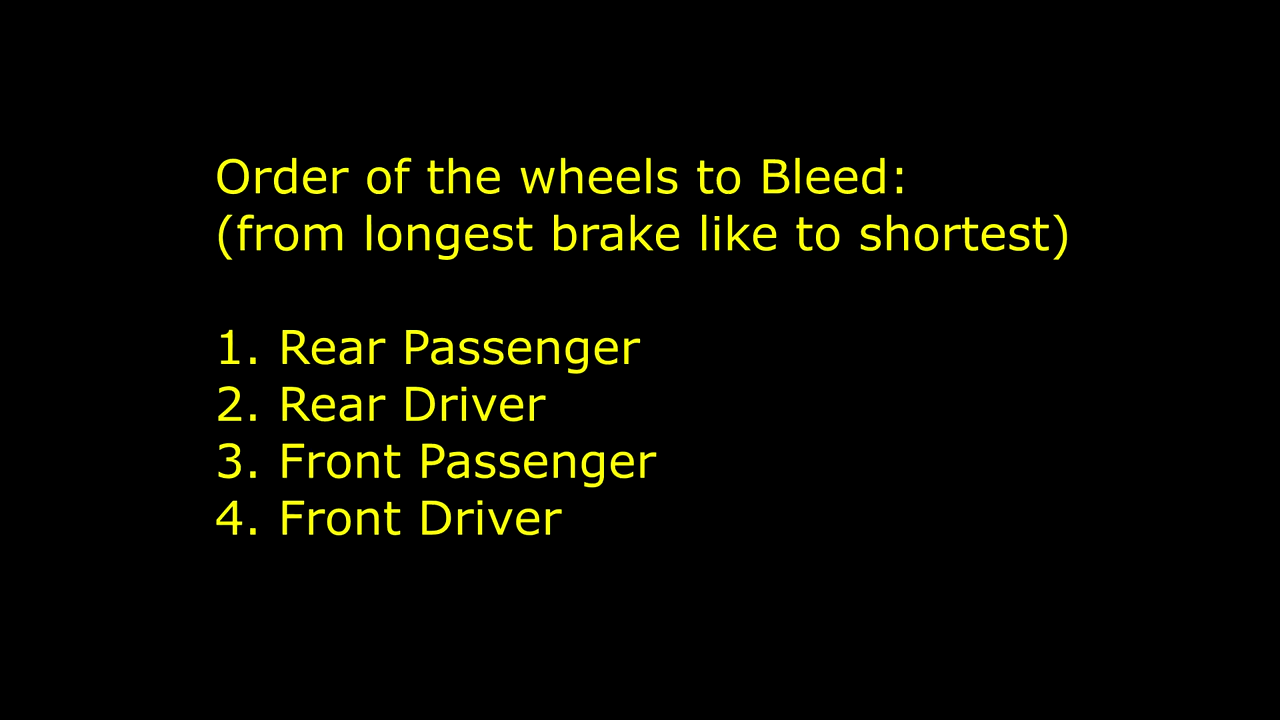 Order of the wheels to Bleed:
(from longest brake like to shortest)
1. Rear Passenger
2. Rear Driver
3. Front Passenger
4. Front Driver